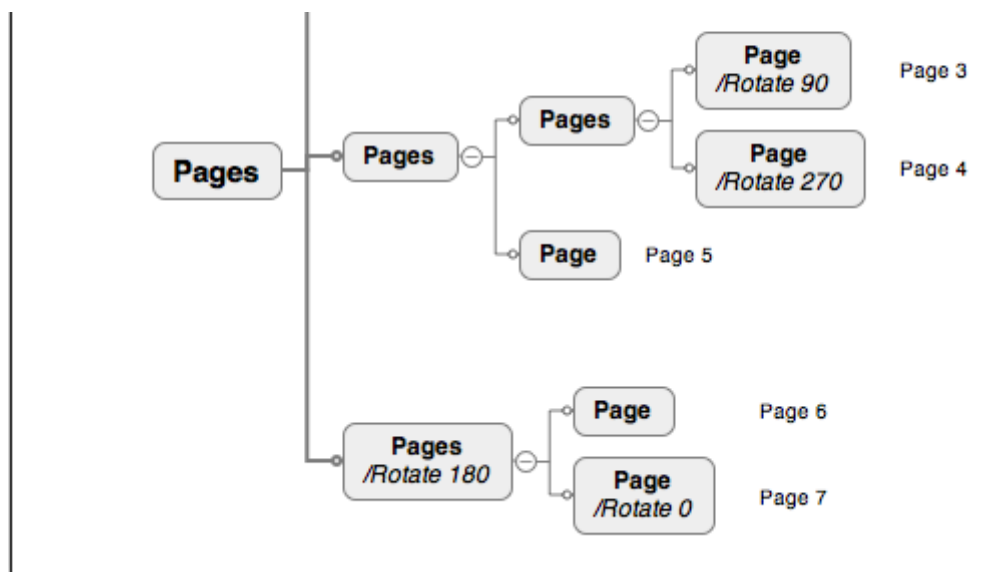 Pages
Pages
Pages
Page
/Rotate 90
Page 3
Page
/Rotate 270
Page 4
Page
Page 5
Pages
/Rotate 180
Page
Page 6
Page
/Rotate 0
Page 7